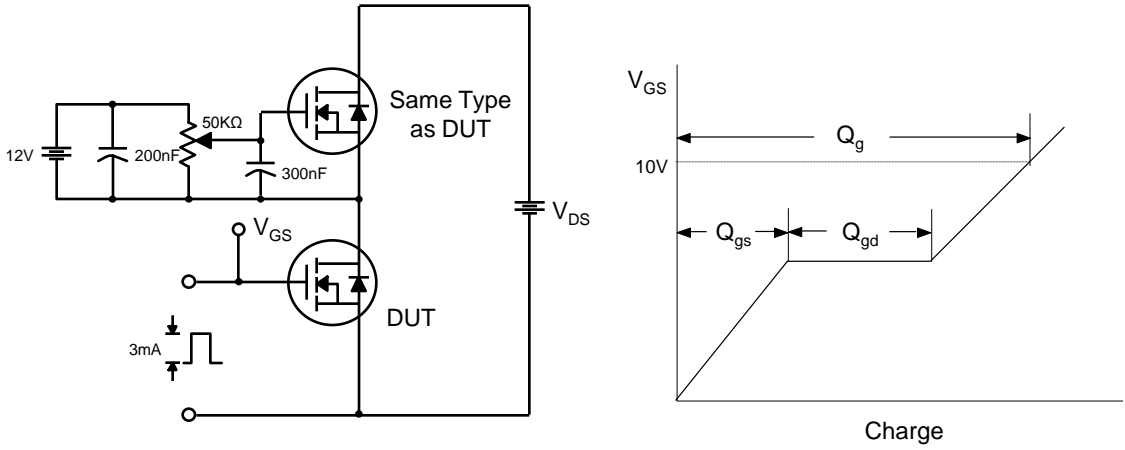 50KΩ
12V
200nF
300nF
Same Type
as DUT
V_DS
V_GS
DUT
3mA
V_GS
10V
Q_g
Q_gs
Q_gd
Charge